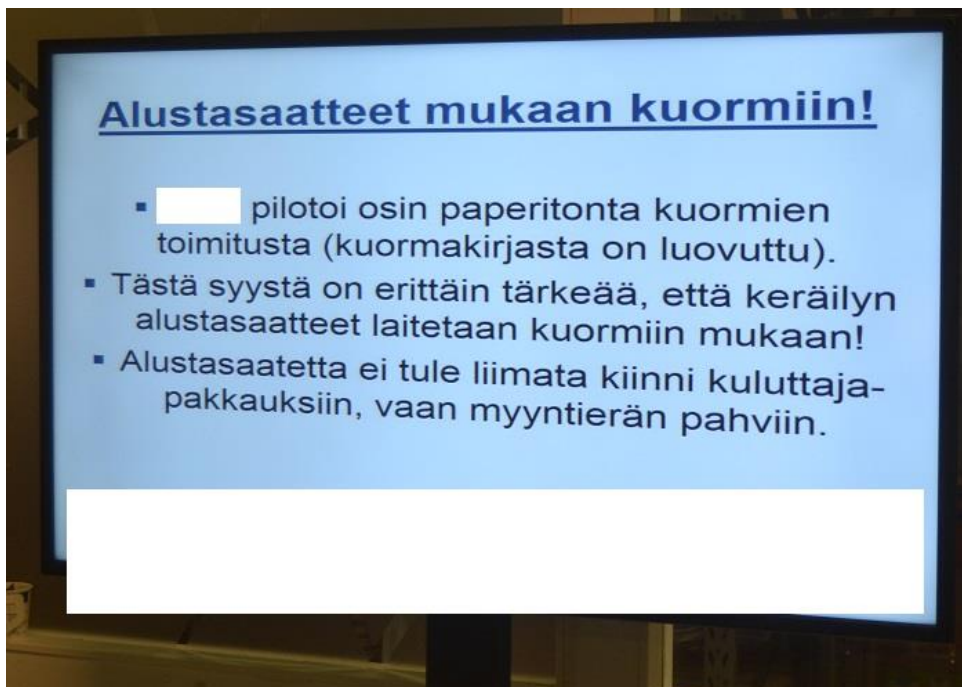 Alustasaatteet mukaan kuormiin!
▪ pilotoi osin paperitonta kuormien
toimitusta (kuormakirjasta on luovuttu).
▪ Tästä syystä on erittäin tärkeää, että keräilyn
alustasaatteet laitetaan kuormiin mukaan!
▪ Alustasaatetta ei tule liimata kiinni kuluttaja-
pakkauksiin, vaan myyntierän pahviin.